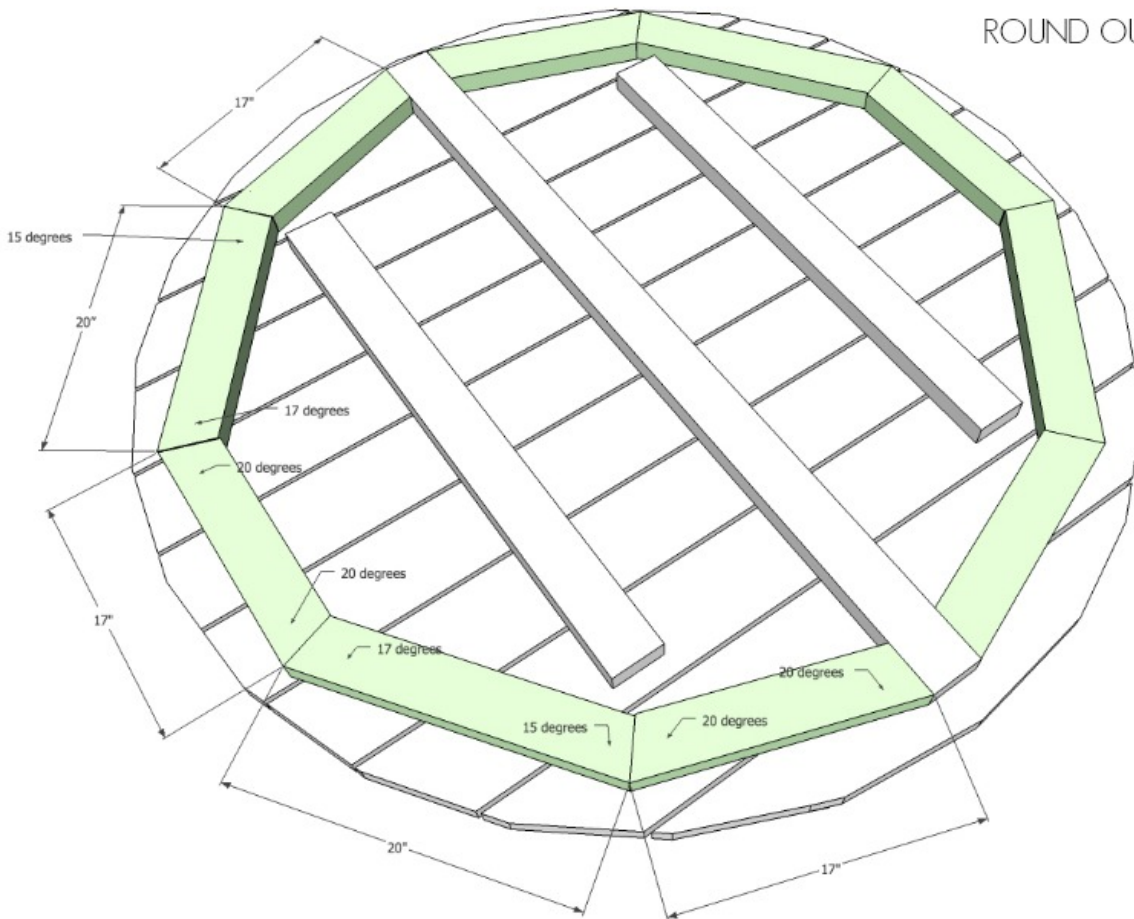 ROUND OU
17"
15 degrees
20"
17 degrees
20 degrees
20 degrees
17"
17 degrees
20 degrees
15 degrees
20 degrees
20"
17"